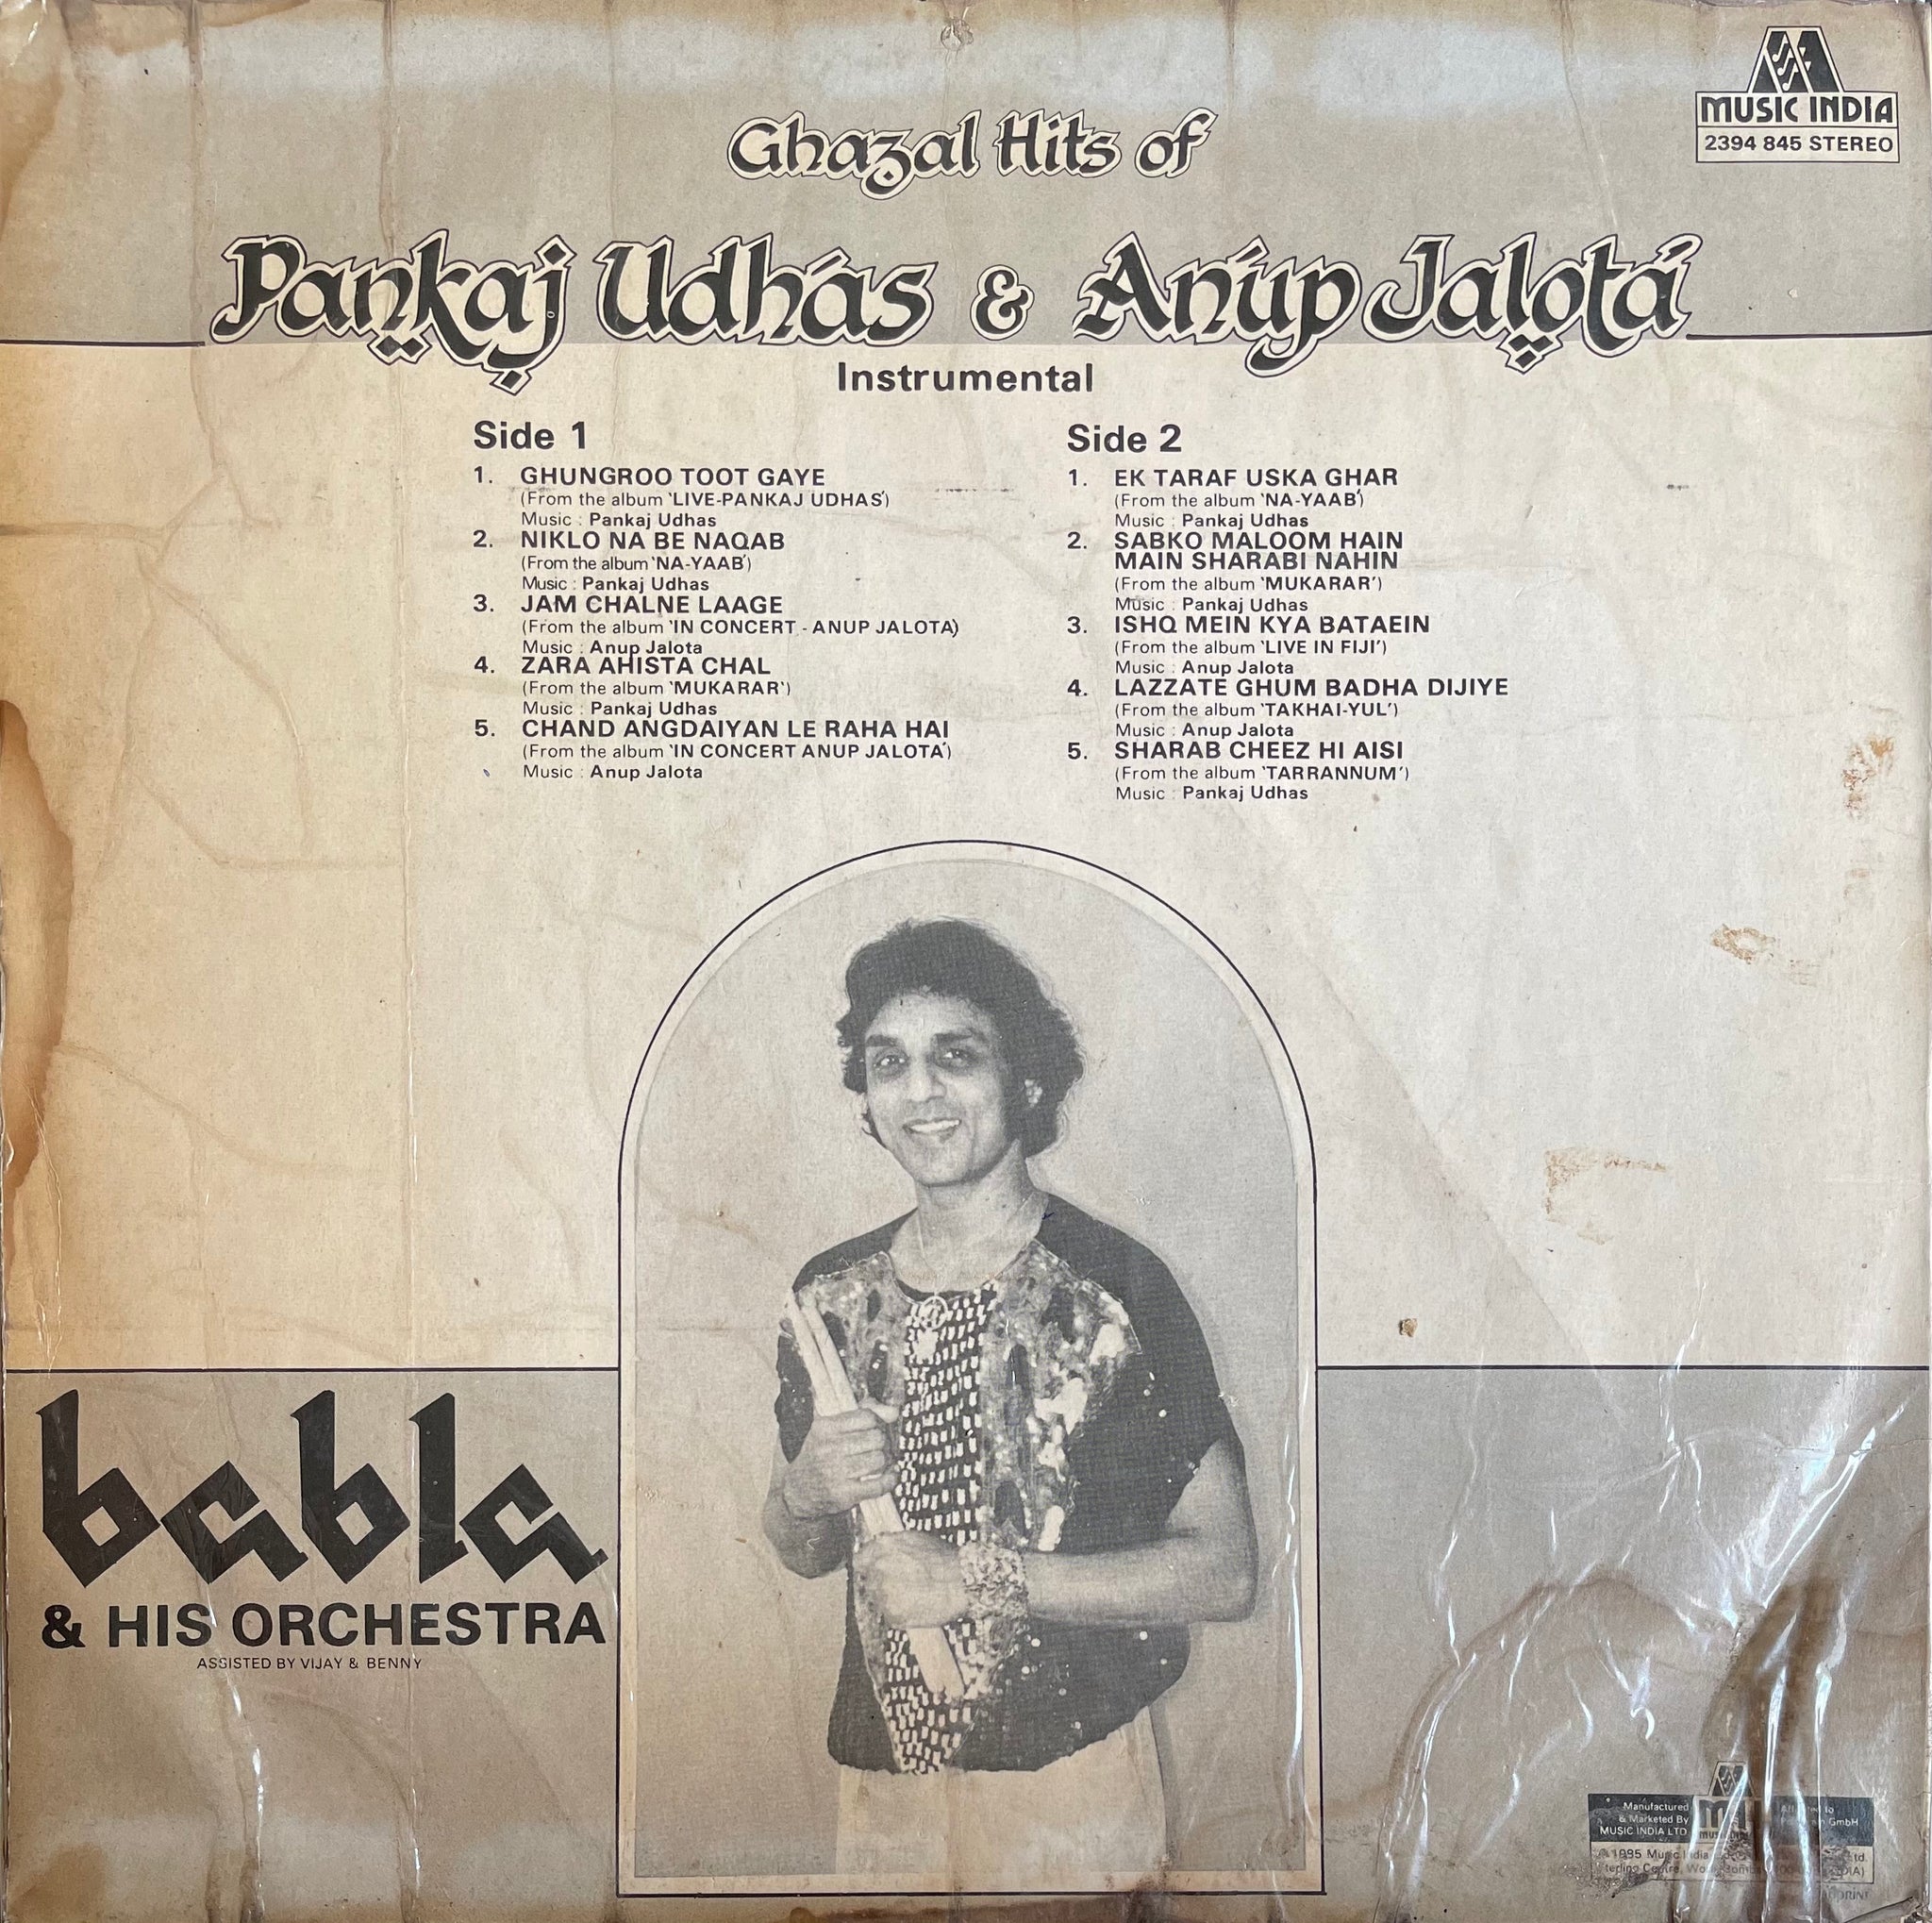 MUSIC INDIA
2394 845 STEREO
Ghazal Hits of
Pankaj Udhas & Anup Jalota
Instrumental
Side 1
1. GHUNGROO TOOT GAYE
(From the album 'LIVE-PANKAJ UDHAS')
Music : Pankaj Udhas
2. NIKLO NA BE NAQAB
(From the album 'NA-YAAB')
Music : Pankaj Udhas
3. JAM CHALNE LAAGE
(From the album 'IN CONCERT - ANUP JALOTA)
Music : Anup Jalota
4. ZARA AHISTA CHAL
(From the album 'MUKARAR')
Music : Pankaj Udhas
5. CHAND ANGDAIYAN LE RAHA HAI
(From the album 'IN CONCERT ANUP JALOTA')
Music : Anup Jalota
Side 2
1. EK TARAF USKA GHAR
(From the album 'NA-YAAB')
Music : Pankaj Udhas
2. SABKO MALOOM HAIN
MAIN SHARABI NAHIN
(From the album 'MUKARAR')
Music : Pankaj Udhas
3. ISHQ MEIN KYA BATAEIN
(From the album 'LIVE IN FIJI')
Music : Anup Jalota
4. LAZZATE GHUM BADHA DIJIYE
(From the album 'TAKHAI-YUL')
Music : Anup Jalota
5. SHARAB CHEEZ HI AISI
(From the album 'TARRANNUM')
Music : Pankaj Udhas
babla
& HIS ORCHESTRA
ASSISTED BY VIJAY & BENNY
Manufactured
& Marketed By
MUSIC INDIA LTD
to
GmbH
Music India Ltd.
Centre,